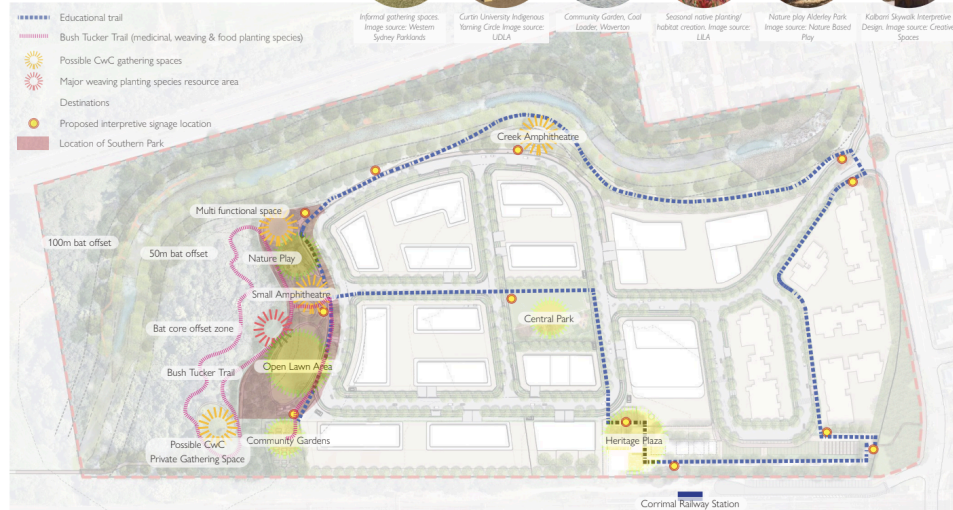 Educational trail
Bush Tucker Trail (medicinal, weaving & food planting species)
Possible CwC gathering spaces
Major weaving planting species resource area
Destinations
Proposed interpretive signage location
Location of Southern Park
Informal gathering spaces.
Image source: Western
Sydney Parklands
Curtin University Indigenous
Yarning Circle Image source:
UDLA
Community Garden, Coal
Loader, Waverton
Seasonal native planting/
habitat creation. Image source:
LILA
Nature play Alderley Park
Image source: Nature Based
Play
Kalbarri Skywalk Interpretive
Design. Image source: Creative
Spaces
Creek Amphitheatre
Multi functional space
100m bat offset
50m bat offset
Nature Play
Small Amphitheatre
Central Park
Bat core offset zone
Open Lawn Area
Bush Tucker Trail
Possible CwC
Private Gathering Space
Community Gardens
Heritage Plaza
Corrimal Railway Station